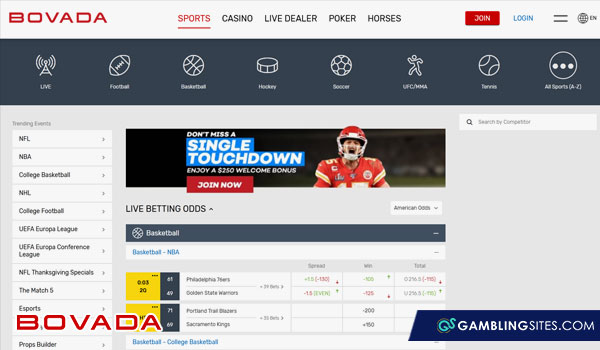 BOVADA
SPORTS CASINO LIVE DEALER POKER HORSES
JOIN LOGIN EN
LIVE Football Basketball Hockey Soccer UFC/MMA Tennis All Sports (A-Z)
Trending Events
NFL
NBA
College Basketball
NHL
College Football
UEFA Europa League
UEFA Europa Conference
League
NFL Thanksgiving Specials
The Match 5
Esports
BOVADA
Props Builder
DON'T MISS A
SINGLE
TOUCHDOWN
ENJOY A $250 WELCOME BONUS
JOIN NOW
Search by Competitor
LIVE BETTING ODDS
American Odds
Basketball
Basketball - NBA
Spread Win Total
0:03
2Q
61 Philadelphia 76ers
49 Golden State Warriors
+ 39 Bets
+1.5 (-130) -105 O 216.5 (-115)
-1.5 (EVEN) -125 U 216.5 (-115)
71 Portland Trail Blazers -200
69 Sacramento Kings +150
+ 35 Bets
Basketball - College Basketball
GS GAMBLINGSITES.COM